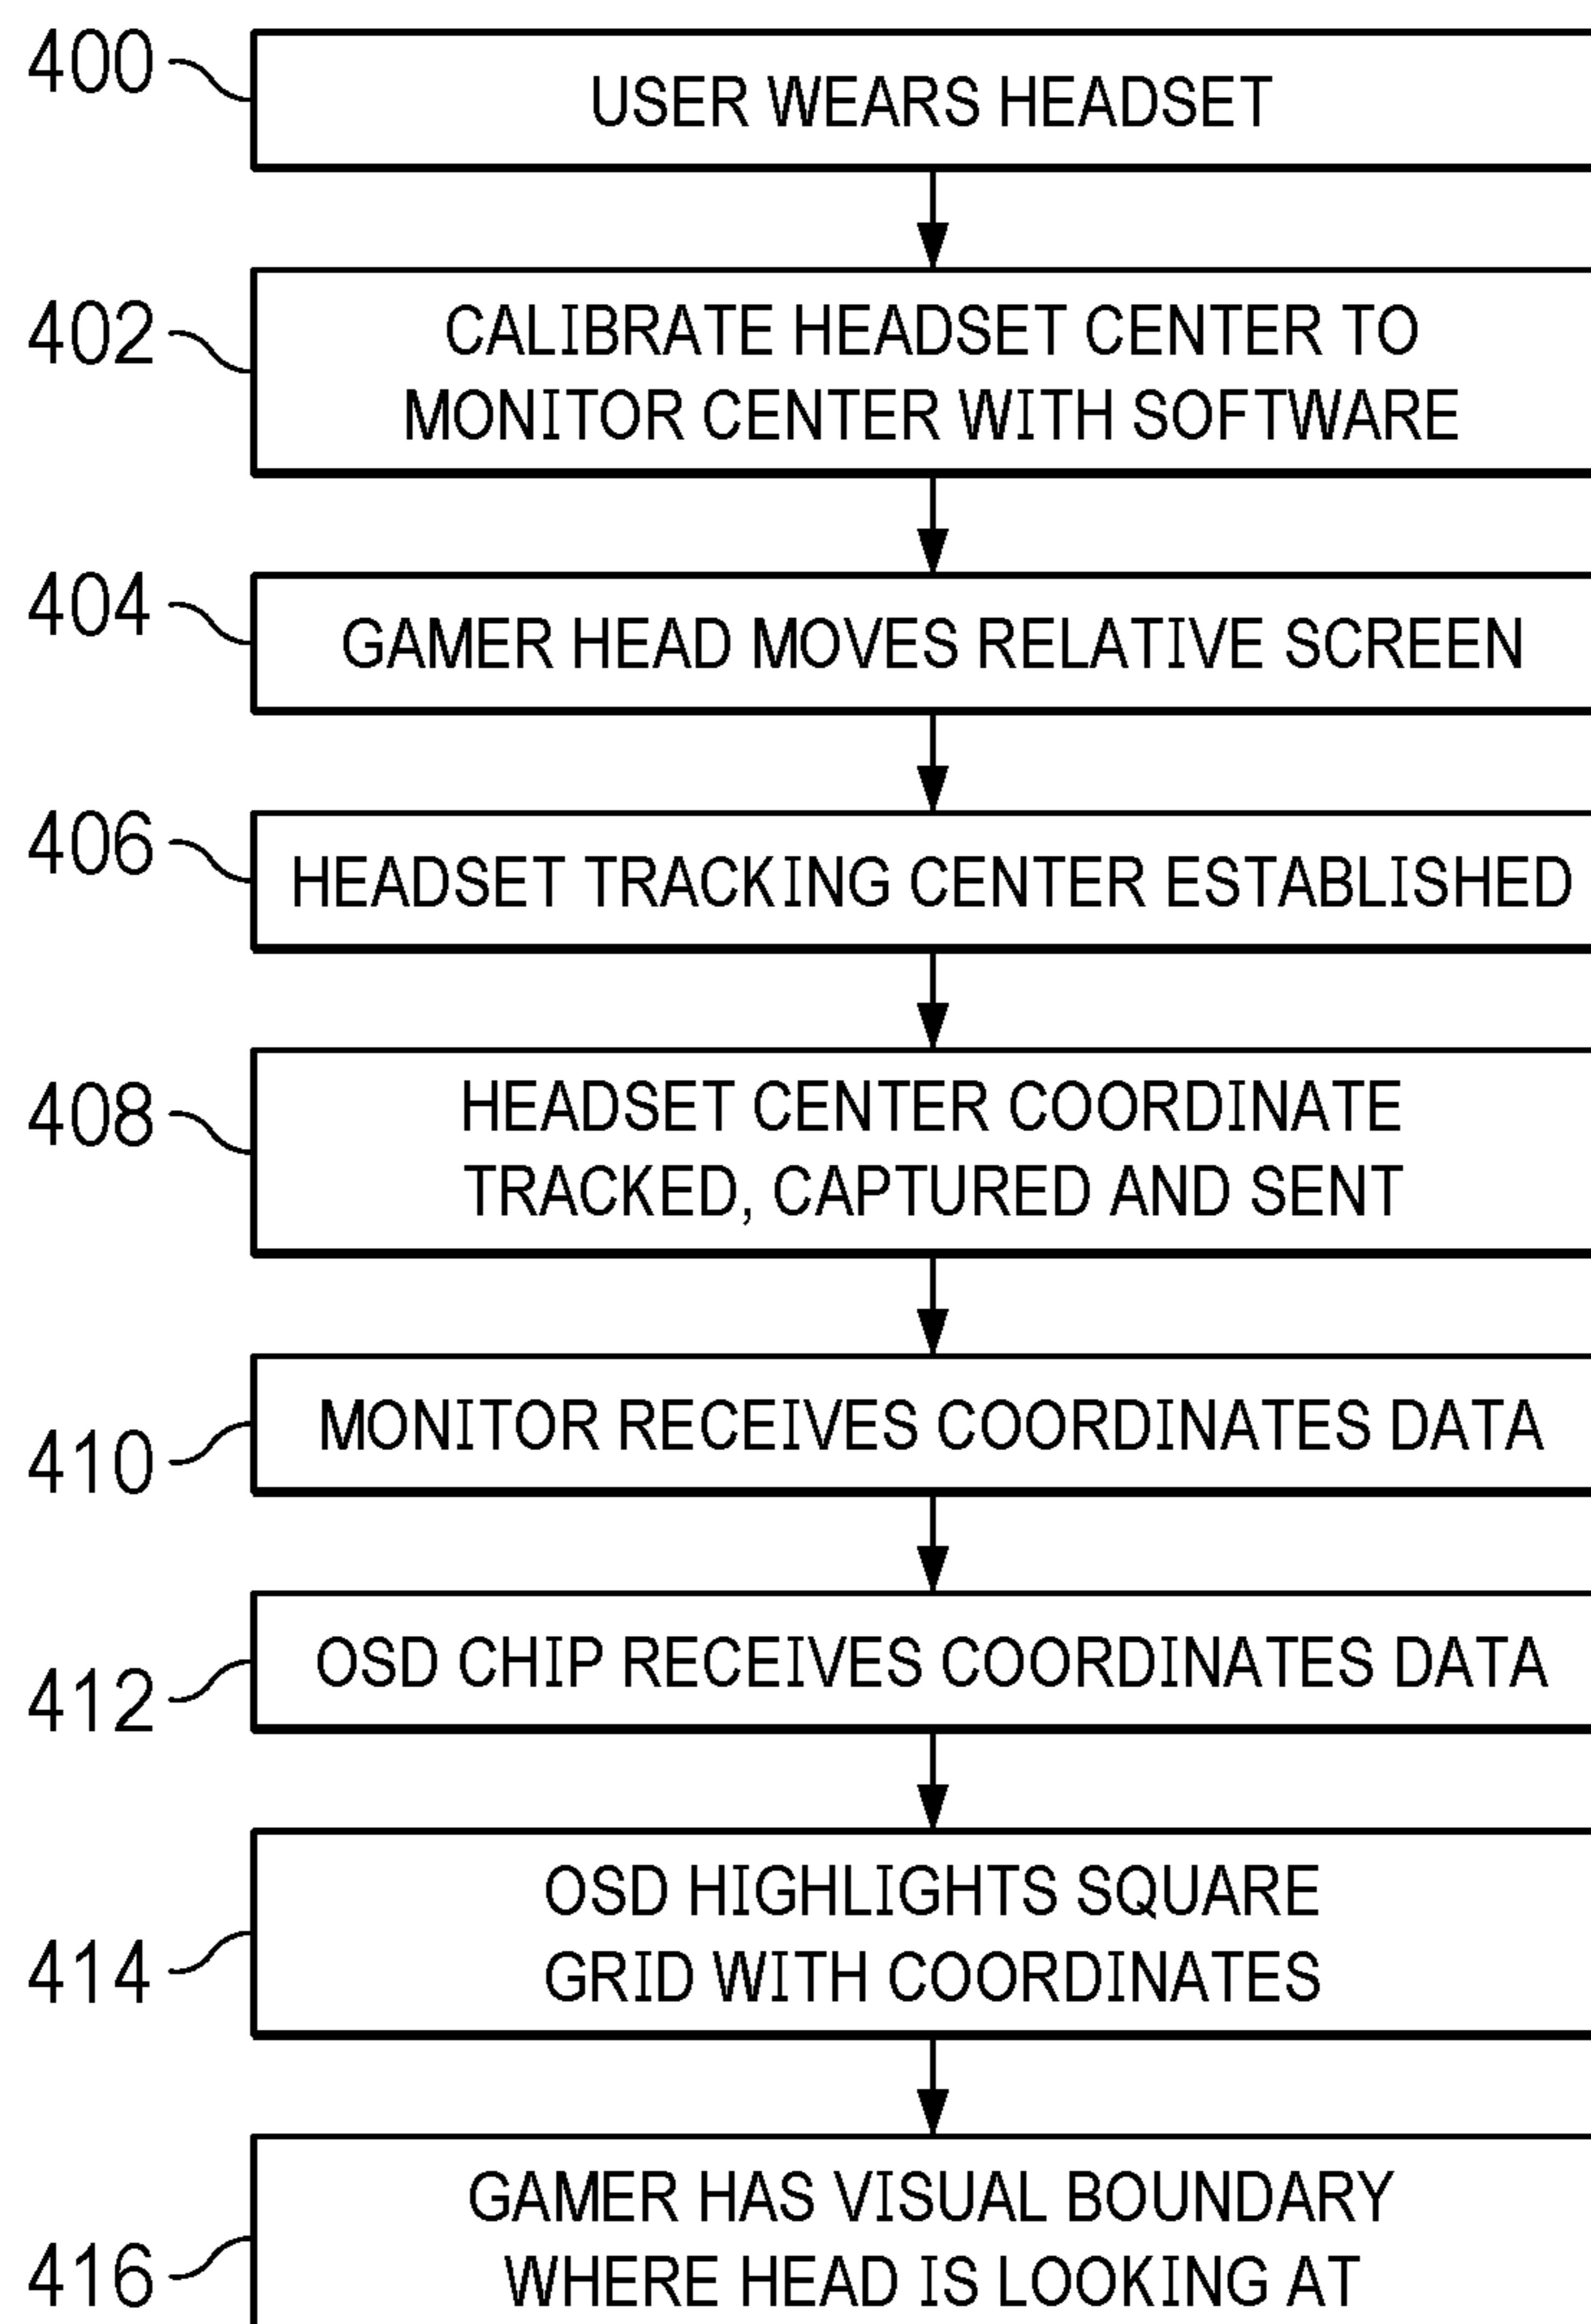 400
USER WEARS HEADSET
402
CALIBRATE HEADSET CENTER TO
MONITOR CENTER WITH SOFTWARE
404
GAMER HEAD MOVES RELATIVE SCREEN
406
HEADSET TRACKING CENTER ESTABLISHED
408
HEADSET CENTER COORDINATE
TRACKED, CAPTURED AND SENT
410
MONITOR RECEIVES COORDINATES DATA
412
OSD CHIP RECEIVES COORDINATES DATA
414
OSD HIGHLIGHTS SQUARE
GRID WITH COORDINATES
416
GAMER HAS VISUAL BOUNDARY
WHERE HEAD IS LOOKING AT